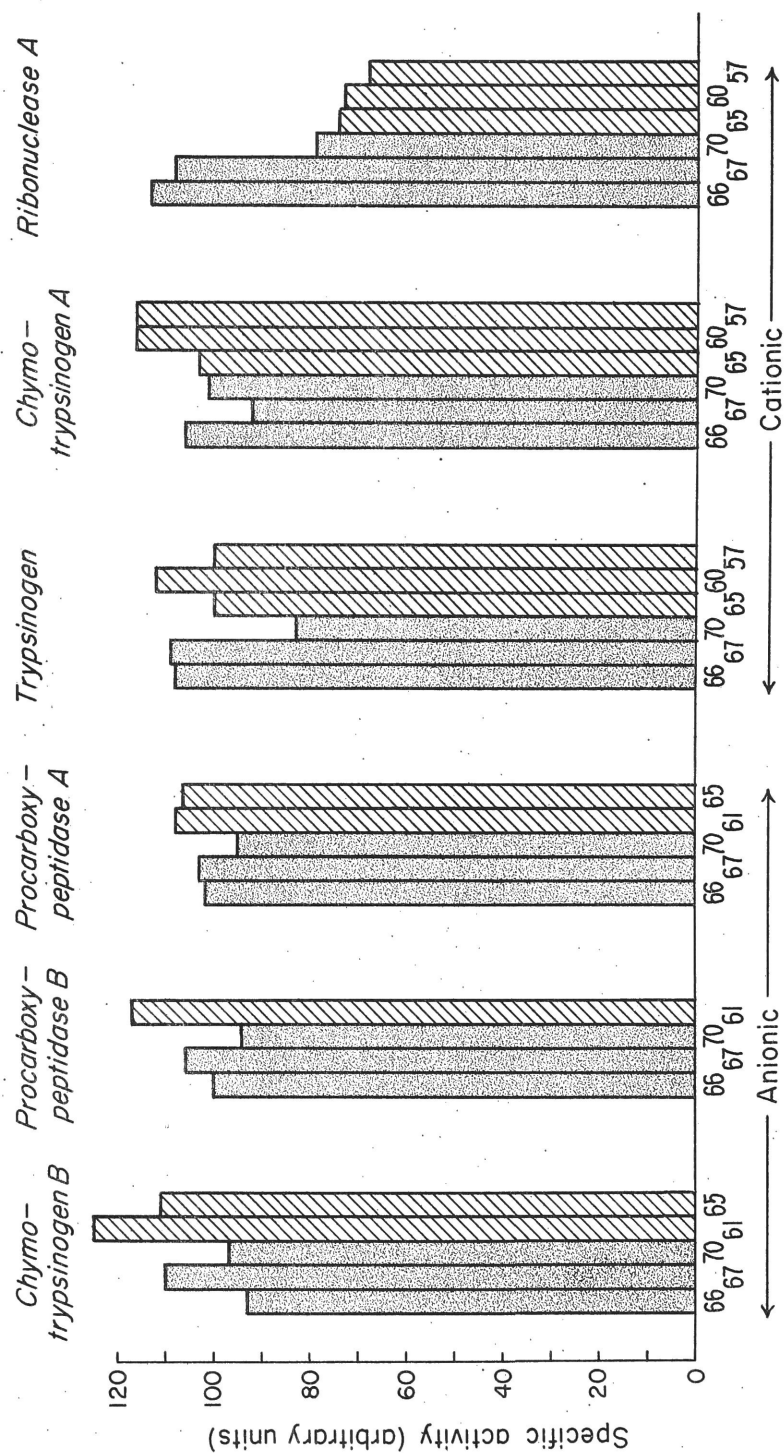 Chymo–
trypsinogen B
Procarboxy–
peptidase B
Procarboxy–
peptidase A
Trypsinogen
Chymo–
trypsinogen A
Ribonuclease A
Specific activity (arbitrary units)
120
100
80
60
40
20
0
66 67 70 61 65
66 67 70 61
66 67 70 61 65
66 67 70 65 60 57
66 67 70 65 60 57
66 67 70 65 60 57
Anionic
Cationic